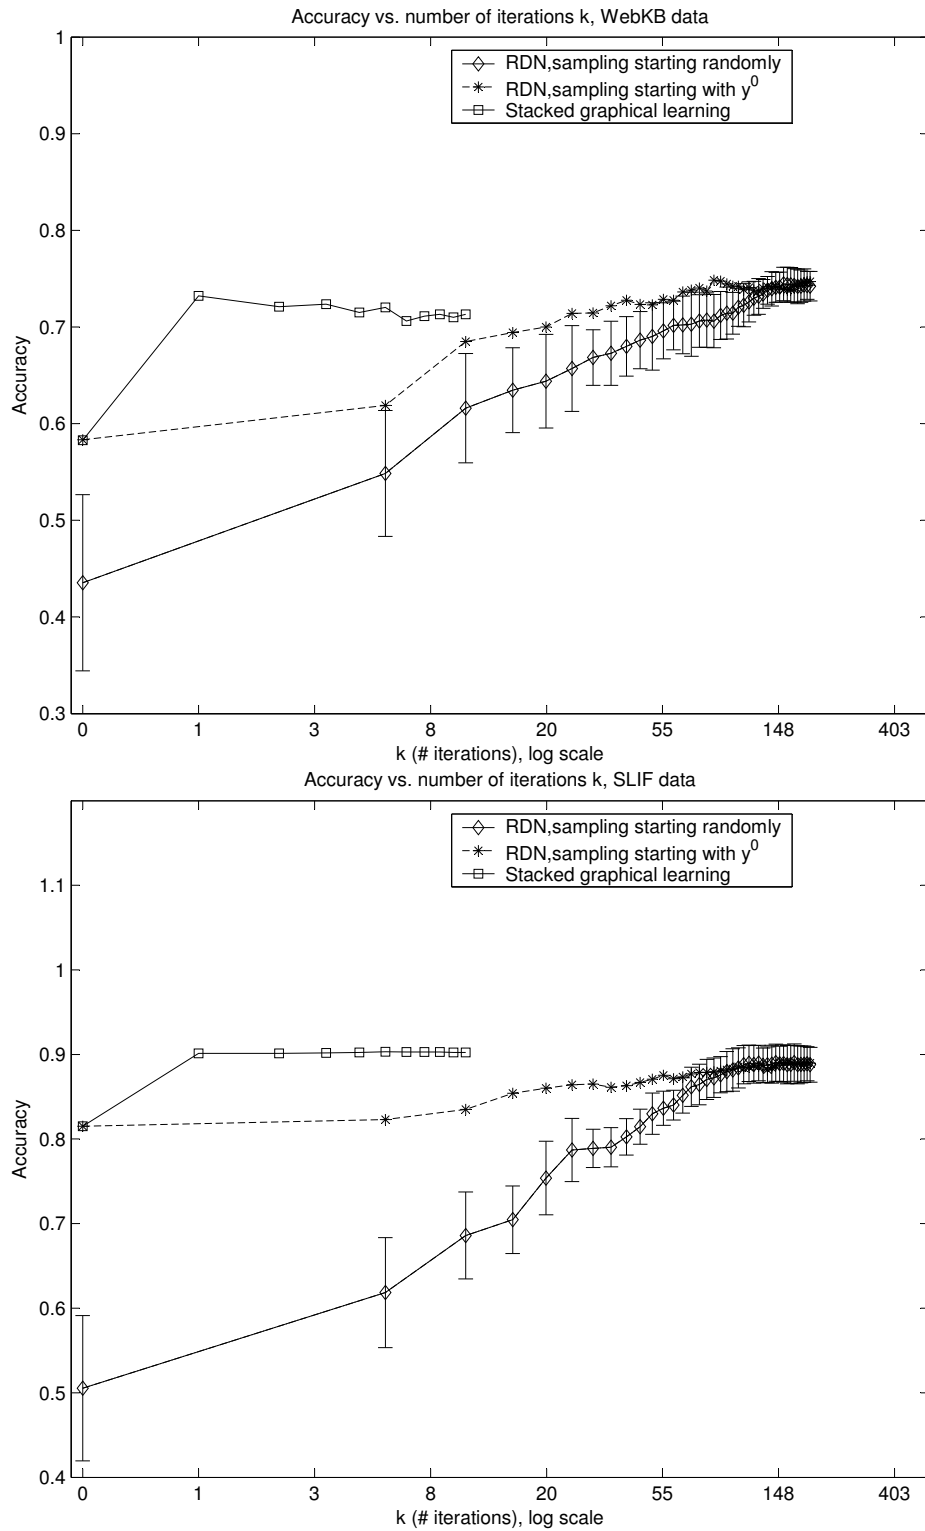 Accuracy vs. number of iterations k, WebKB data
RDN,sampling starting randomly
RDN,sampling starting with y^0
Stacked graphical learning
1
0.9
0.8
0.7
0.6
0.5
0.4
0.3
Accuracy
0 1 3 8 20 55 148 403
k (# iterations), log scale
Accuracy vs. number of iterations k, SLIF data
RDN,sampling starting randomly
RDN,sampling starting with y^0
Stacked graphical learning
1.1
1
0.9
0.8
0.7
0.6
0.5
0.4
Accuracy
0 1 3 8 20 55 148 403
k (# iterations), log scale